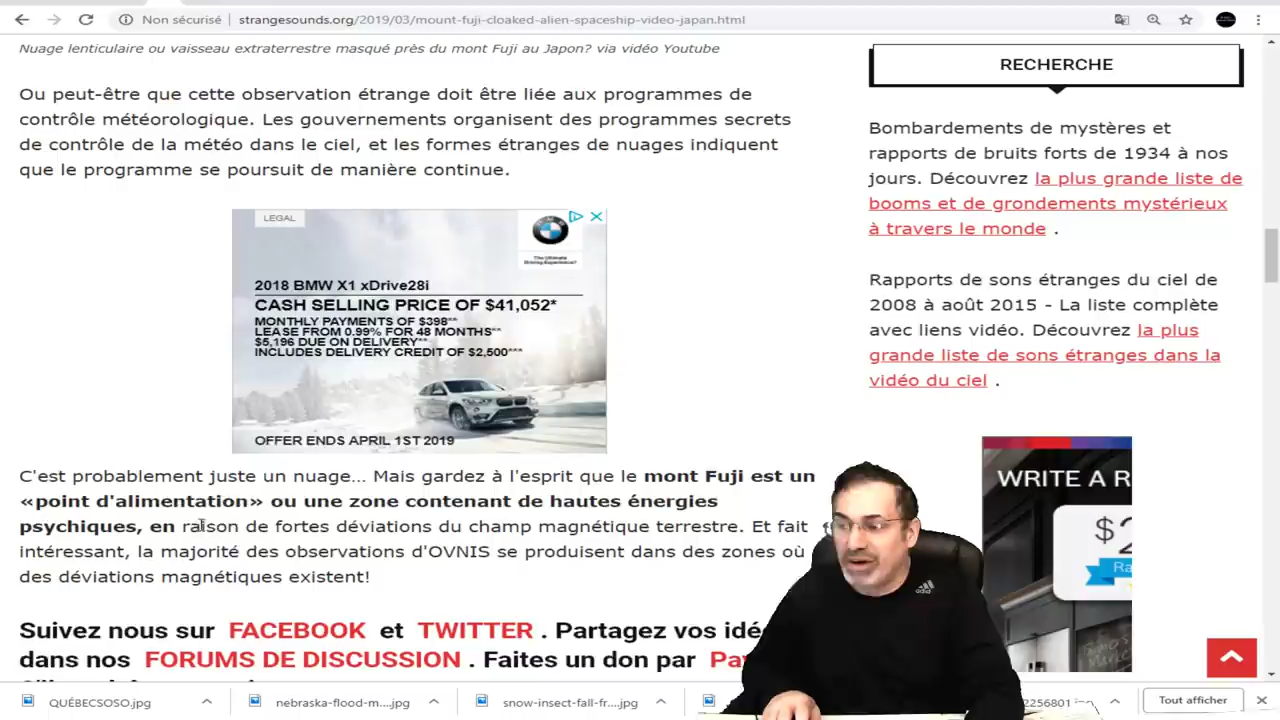 Non sécurisé
strangesounds.org/2019/03/mount-fuji-cloaked-alien-spaceship-video-japan.html
Nuage lenticulaire ou vaisseau extraterrestre masqué près du mont Fuji au Japon? via vidéo Youtube
Ou peut-être que cette observation étrange doit être liée aux programmes de
contrôle météorologique. Les gouvernements organisent des programmes secrets
de contrôle de la météo dans le ciel, et les formes étranges de nuages indiquent
que le programme se poursuit de manière continue.
LEGAL
The Ultimate
Driving Experience.®
2018 BMW X1 xDrive28i
CASH SELLING PRICE OF $41,052*
MONTHLY PAYMENTS OF $398**
LEASE FROM 0.99% FOR 48 MONTHS**
$5,196 DUE ON DELIVERY**
INCLUDES DELIVERY CREDIT OF $2,500***
OFFER ENDS APRIL 1ST 2019
C'est probablement juste un nuage... Mais gardez à l'esprit que le mont Fuji est un
«point d'alimentation» ou une zone contenant de hautes énergies
psychiques, en raison de fortes déviations du champ magnétique terrestre. Et fait
intéressant, la majorité des observations d'OVNIS se produisent dans des zones où
des déviations magnétiques existent!
Suivez nous sur FACEBOOK et TWITTER . Partagez vos
dans nos FORUMS DE DISCUSSION . Faites un don par
RECHERCHE
Bombardements de mystères et
rapports de bruits forts de 1934 à nos
jours. Découvrez la plus grande liste de
booms et de grondements mystérieux
à travers le monde .
Rapports de sons étranges du ciel de
2008 à août 2015 - La liste complète
avec liens vidéo. Découvrez la plus
grande liste de sons étranges dans la
vidéo du ciel .
WRITE A R
$2
Ra
adidas
QUÉBECSOSO.jpg
nebraska-flood-m....jpg
snow-insect-fall-fr....jpg
Tout afficher